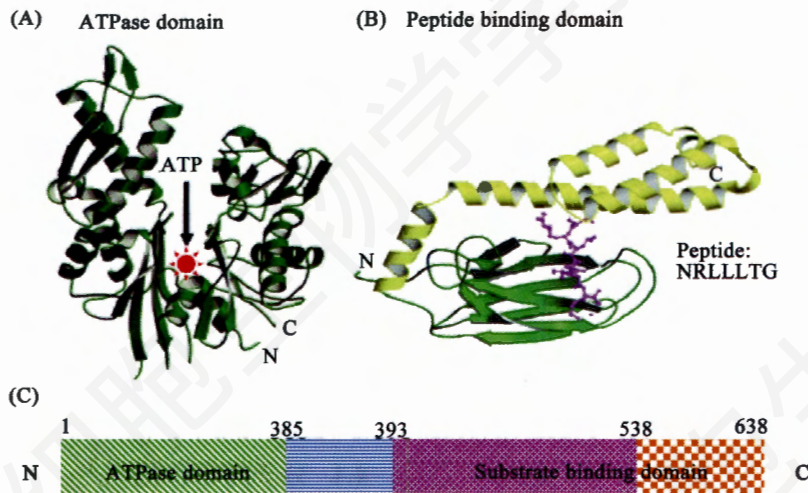 (A) ATPase domain
(B) Peptide binding domain
ATP
C
N
C
N
Peptide:
NRLLLTG
(C)
1 385 393 538 638
N ATPase domain Substrate binding domain C